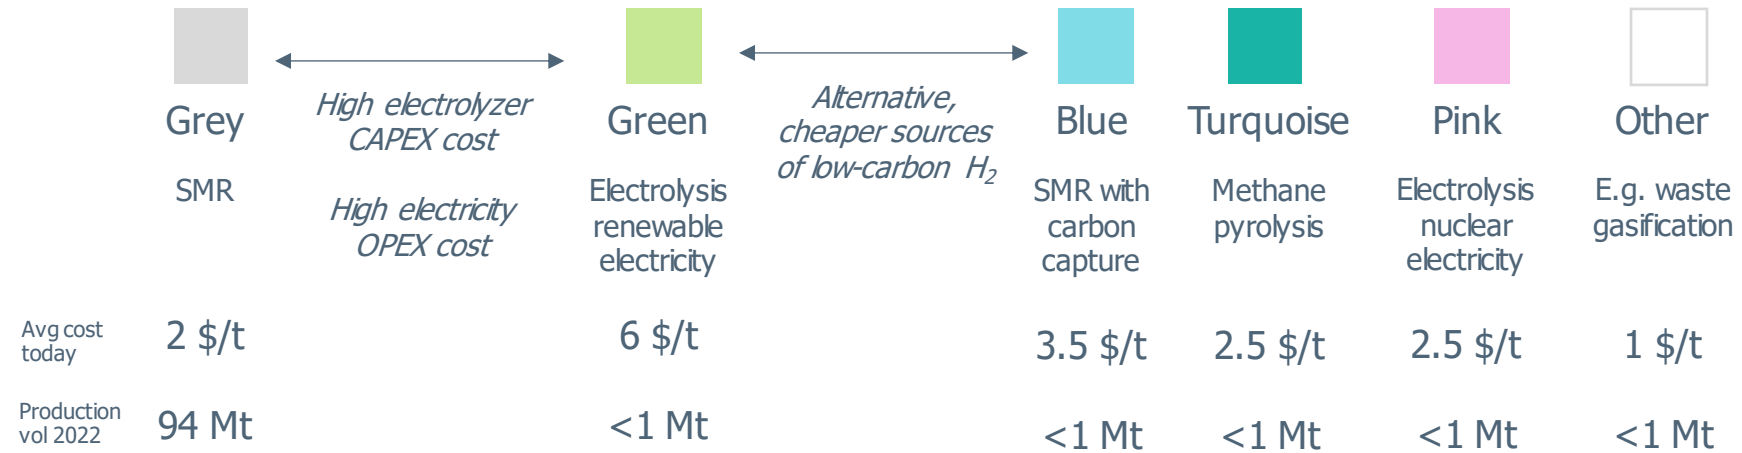 Grey
SMR
High electrolyzer
CAPEX cost
High electricity
OPEX cost
Green
Electrolysis
renewable
electricity
Alternative,
cheaper sources
of low-carbon H2
Blue
SMR with
carbon
capture
Turquoise
Methane
pyrolysis
Pink
Electrolysis
nuclear
electricity
Other
E.g. waste
gasification
Avg cost
today
2 $/t
6 $/t
3.5 $/t
2.5 $/t
2.5 $/t
1 $/t
Production
vol 2022
94 Mt
<1 Mt
<1 Mt
<1 Mt
<1 Mt
<1 Mt